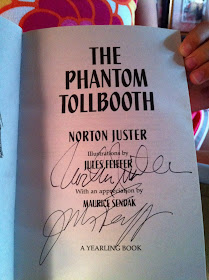 THE
PHANTOM
TOLLBOOTH
NORTON JUSTER
Illustrations by
JULES FEIFFER
With an appreciation by
MAURICE SENDAK
A YEARLING BOOK